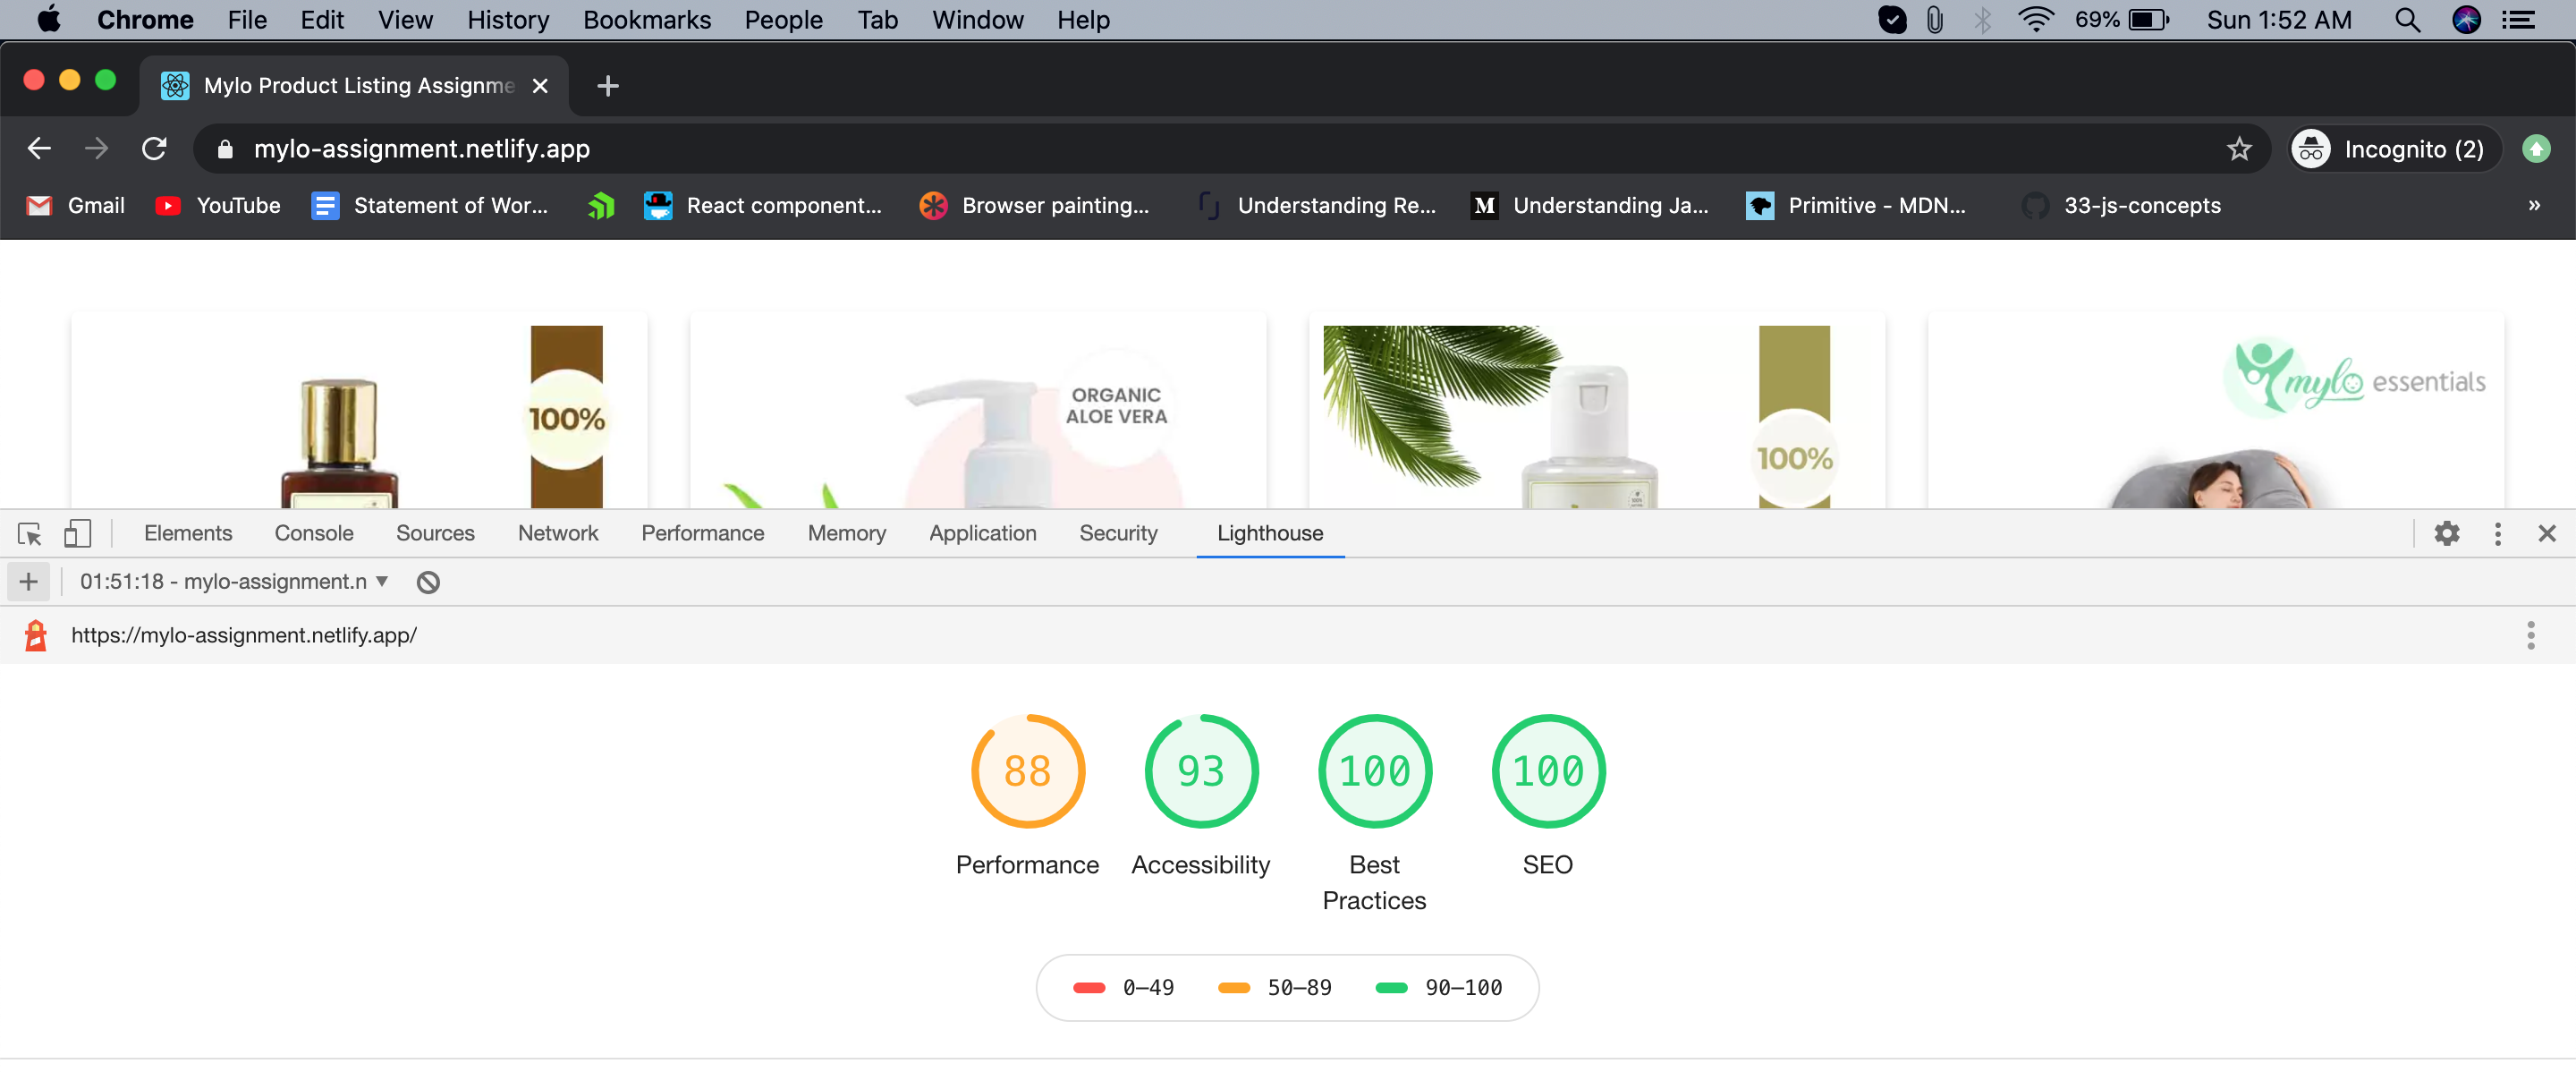 Chrome File Edit View History Bookmarks People Tab Window Help 69% Sun 1:52 AM
Mylo Product Listing Assignme
mylo-assignment.netlify.app Incognito (2)
Gmail YouTube Statement of Wor... React component... Browser painting... Understanding Re... M Understanding Ja... Primitive - MDN... 33-js-concepts »
mylo essentials
ORGANIC
ALOE VERA
100%
100%
Elements Console Sources Network Performance Memory Application Security Lighthouse
01:51:18 - mylo-assignment.n
https://mylo-assignment.netlify.app/
88 93 100 100
Performance Accessibility Best Practices SEO
0–49 50–89 90–100